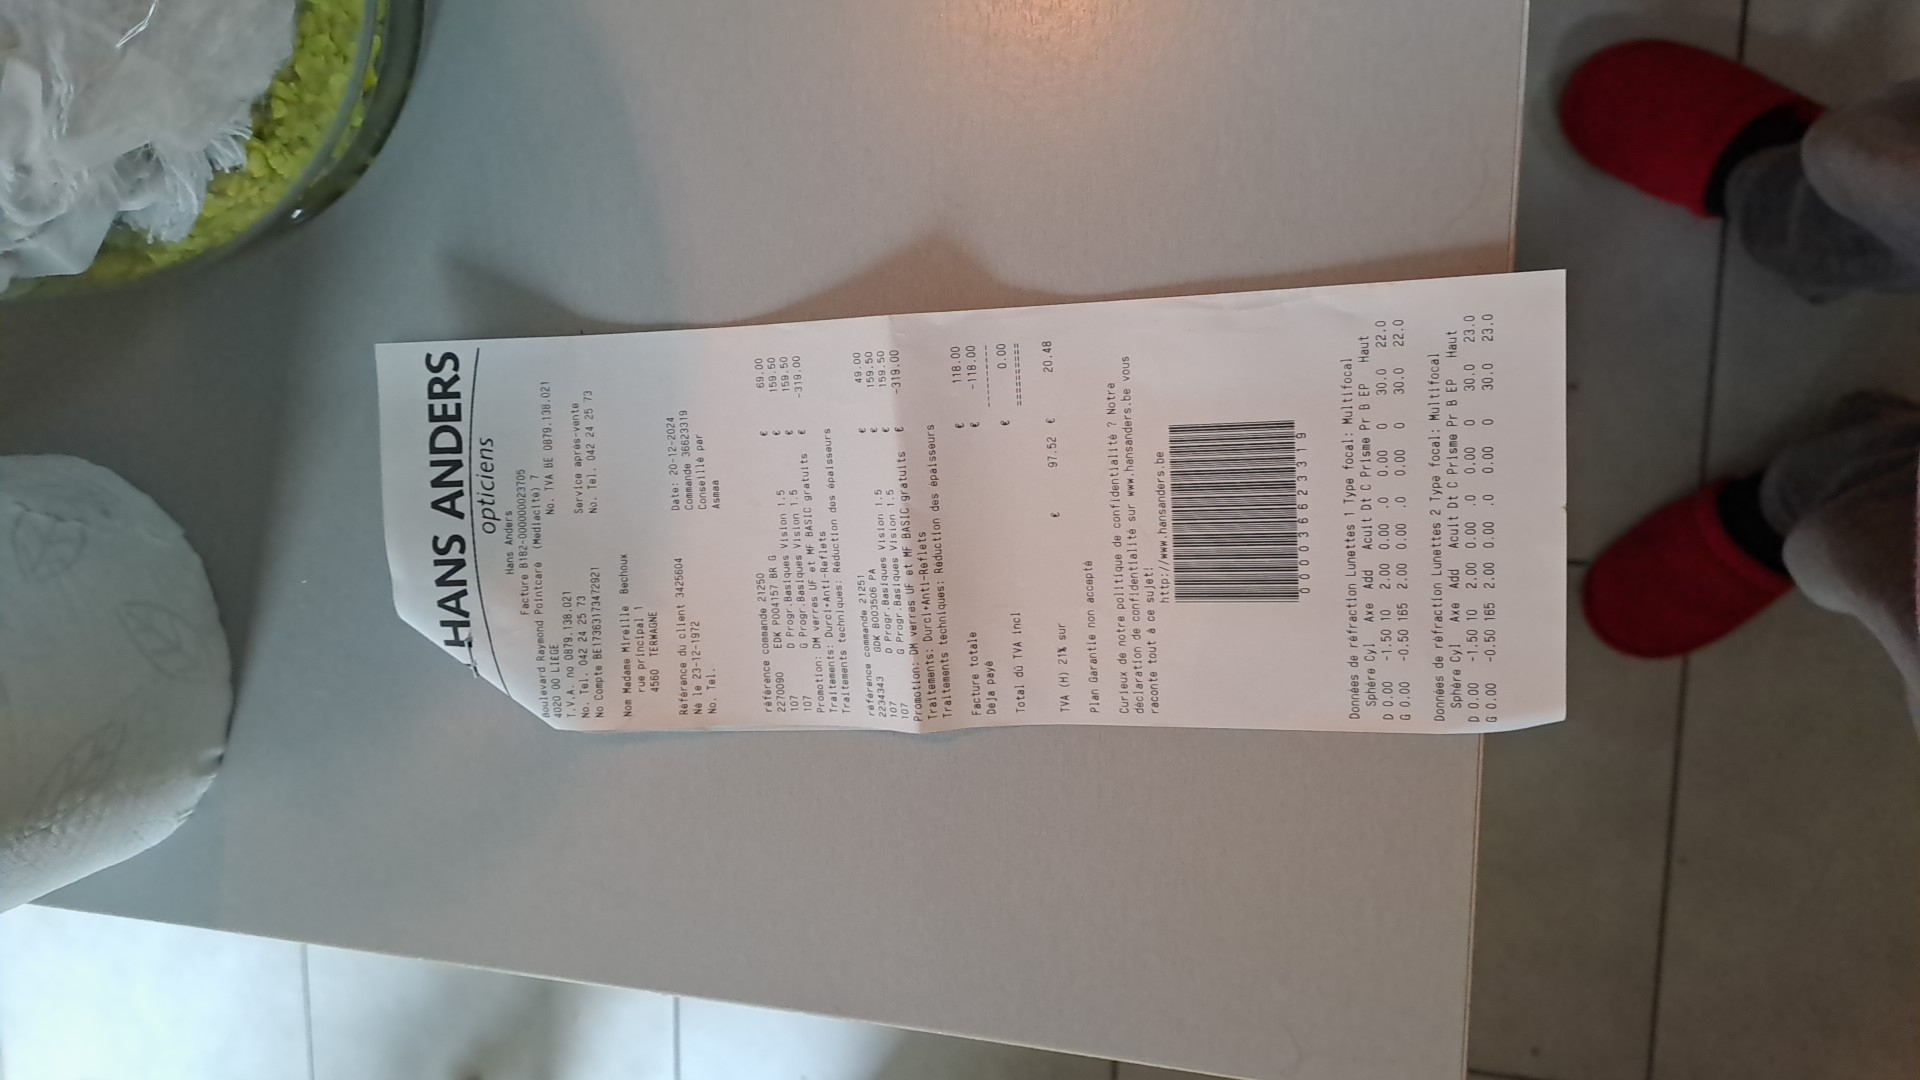 HANS ANDERS
opticiens
Hans Anders
Facture B182-000000023705
Boulevard Raymond Pointcaré (Médiacité) 7
4020 00 LIEGE No. TVA BE 0879.138.021
T.V.A. no 0879.138.021
No. Tél. 042 24 25 73 Service après-vente
No Compte BE17363173472921 No. Tél. 042 24 25 73
Nom Madame Mireille Bechoux
rue principal 1
4560 TERWAGNE
Référence du client 3425604 Date: 20-12-2024
Né le 23-12-1972 Commande 36623319
No. Tél. Conseillé par
Asmaa
référence commande 21250
2270090 EDK PO04157 BR G € 69.00
107 D Progr.Basiques Vision 1.5 € 159.50
107 G Progr.Basiques Vision 1.5 € 159.50
Promotion: DM verres UF et MF BASIC gratuits € -319.00
Traitements: Durci+Anti-Reflets
Traitements techniques: Réduction des épaisseurs
référence commande 21251
2234343 GDK BO03506 PA € 49.00
107 D Progr.Basiques Vision 1.5 € 159.50
107 G Progr.Basiques Vision 1.5 € 159.50
Promotion: DM verres UF et MF BASIC gratuits € -319.00
Traitements: Durci+Anti-Reflets
Traitements techniques: Réduction des épaisseurs
Facture totale € 118.00
Déja payé € -118.00
----------
Total dû TVA incl € 0.00
==========
TVA (H) 21% sur € 97.52 € 20.48
Plan Garantie non accepté
Curieux de notre politique de confidentialité ? Notre
déclaration de confidentialité sur www.hansanders.be vous
raconte tout à ce sujet!
http://www.hansanders.be
000036623319
Données de réfraction Lunettes 1 Type focal: Multifocal
Sphère Cyl Axe Add Acuit Dt C Prisme Pr B EP Haut
D 0.00 -1.50 10 2.00 0.00 .0 0.00 0 30.0 22.0
G 0.00 -0.50 165 2.00 0.00 .0 0.00 0 30.0 22.0
Données de réfraction Lunettes 2 Type focal: Multifocal
Sphère Cyl Axe Add Acuit Dt C Prisme Pr B EP Haut
D 0.00 -1.50 10 2.00 0.00 .0 0.00 0 30.0 23.0
G 0.00 -0.50 165 2.00 0.00 .0 0.00 0 30.0 23.0